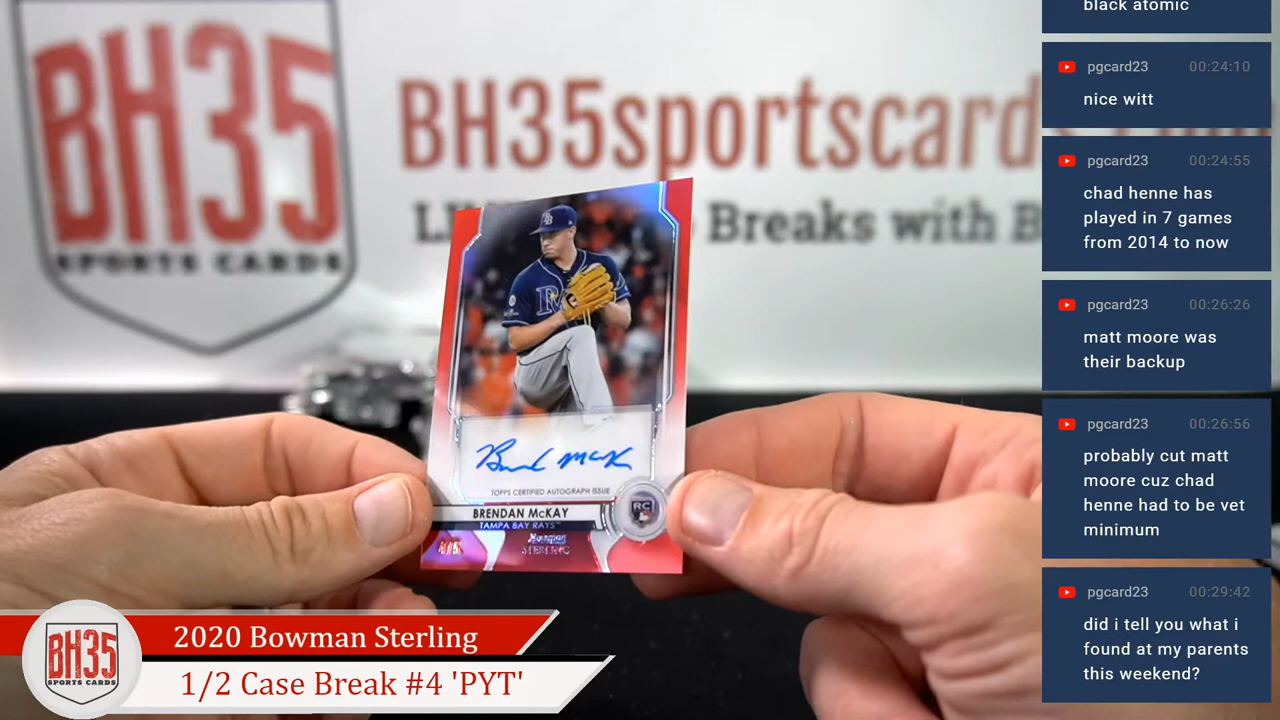 BH35
SPORTS CARDS
BH35sportscard
Breaks with B
TOPPS CERTIFIED AUTOGRAPH ISSUE
BRENDAN McKAY
TAMPA BAY RAYS™
RC
Bowman
STERLING
BH35
SPORTS CARDS
2020 Bowman Sterling
1/2 Case Break #4 'PYT'
black atomic
pgcard23 00:24:10
nice witt
pgcard23 00:24:55
chad henne has
played in 7 games
from 2014 to now
pgcard23 00:26:26
matt moore was
their backup
pgcard23 00:26:56
probably cut matt
moore cuz chad
henne had to be vet
minimum
pgcard23 00:29:42
did i tell you what i
found at my parents
this weekend?